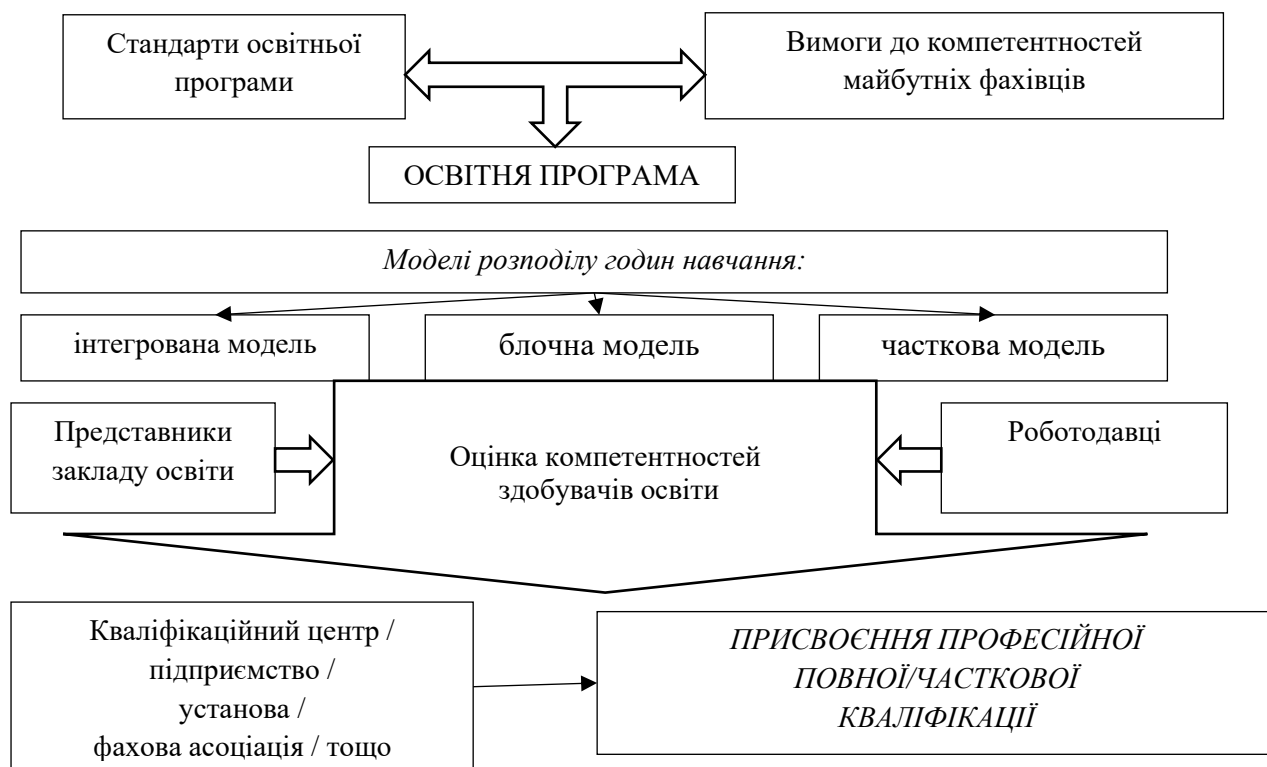 Стандарти освітньої
програми
Вимоги до компетентностей
майбутніх фахівців
ОСВІТНЯ ПРОГРАМА
Моделі розподілу годин навчання:
інтегрована модель
блочна модель
часткова модель
Представники
закладу освіти
Оцінка компетентностей
здобувачів освіти
Роботодавці
Кваліфікаційний центр /
підприємство /
установа /
фахова асоціація / тощо
ПРИСВОЄННЯ ПРОФЕСІЙНОЇ
ПОВНОЇ/ЧАСТКОВОЇ
КВАЛІФІКАЦІЇ